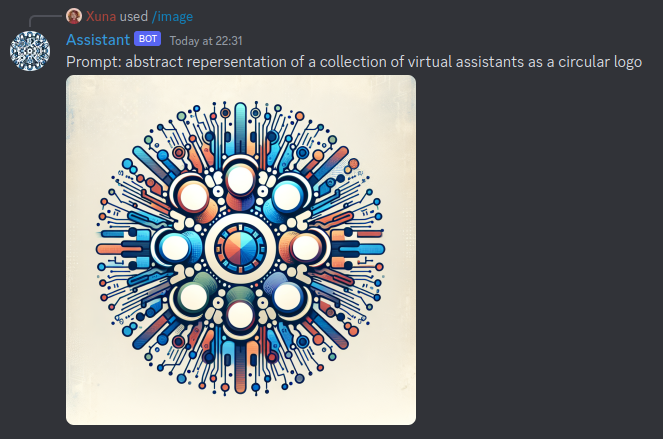 Xuna used /image
Assistant BOT Today at 22:31
Prompt: abstract repersentation of a collection of virtual assistants as a circular logo